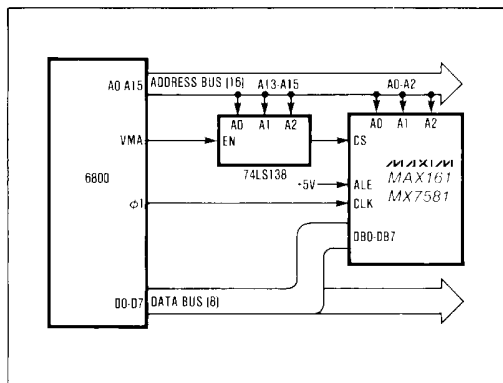 A0-A15
ADDRESS BUS (16)
A13-A15
A0-A2
A0 A1 A2
A0 A1 A2
VMA
EN
CS
74LS138
6800
MAXIM
MAX161
MX7581
+5V
ALE
ϕ1
CLK
DB0-DB7
D0-D7
DATA BUS (8)